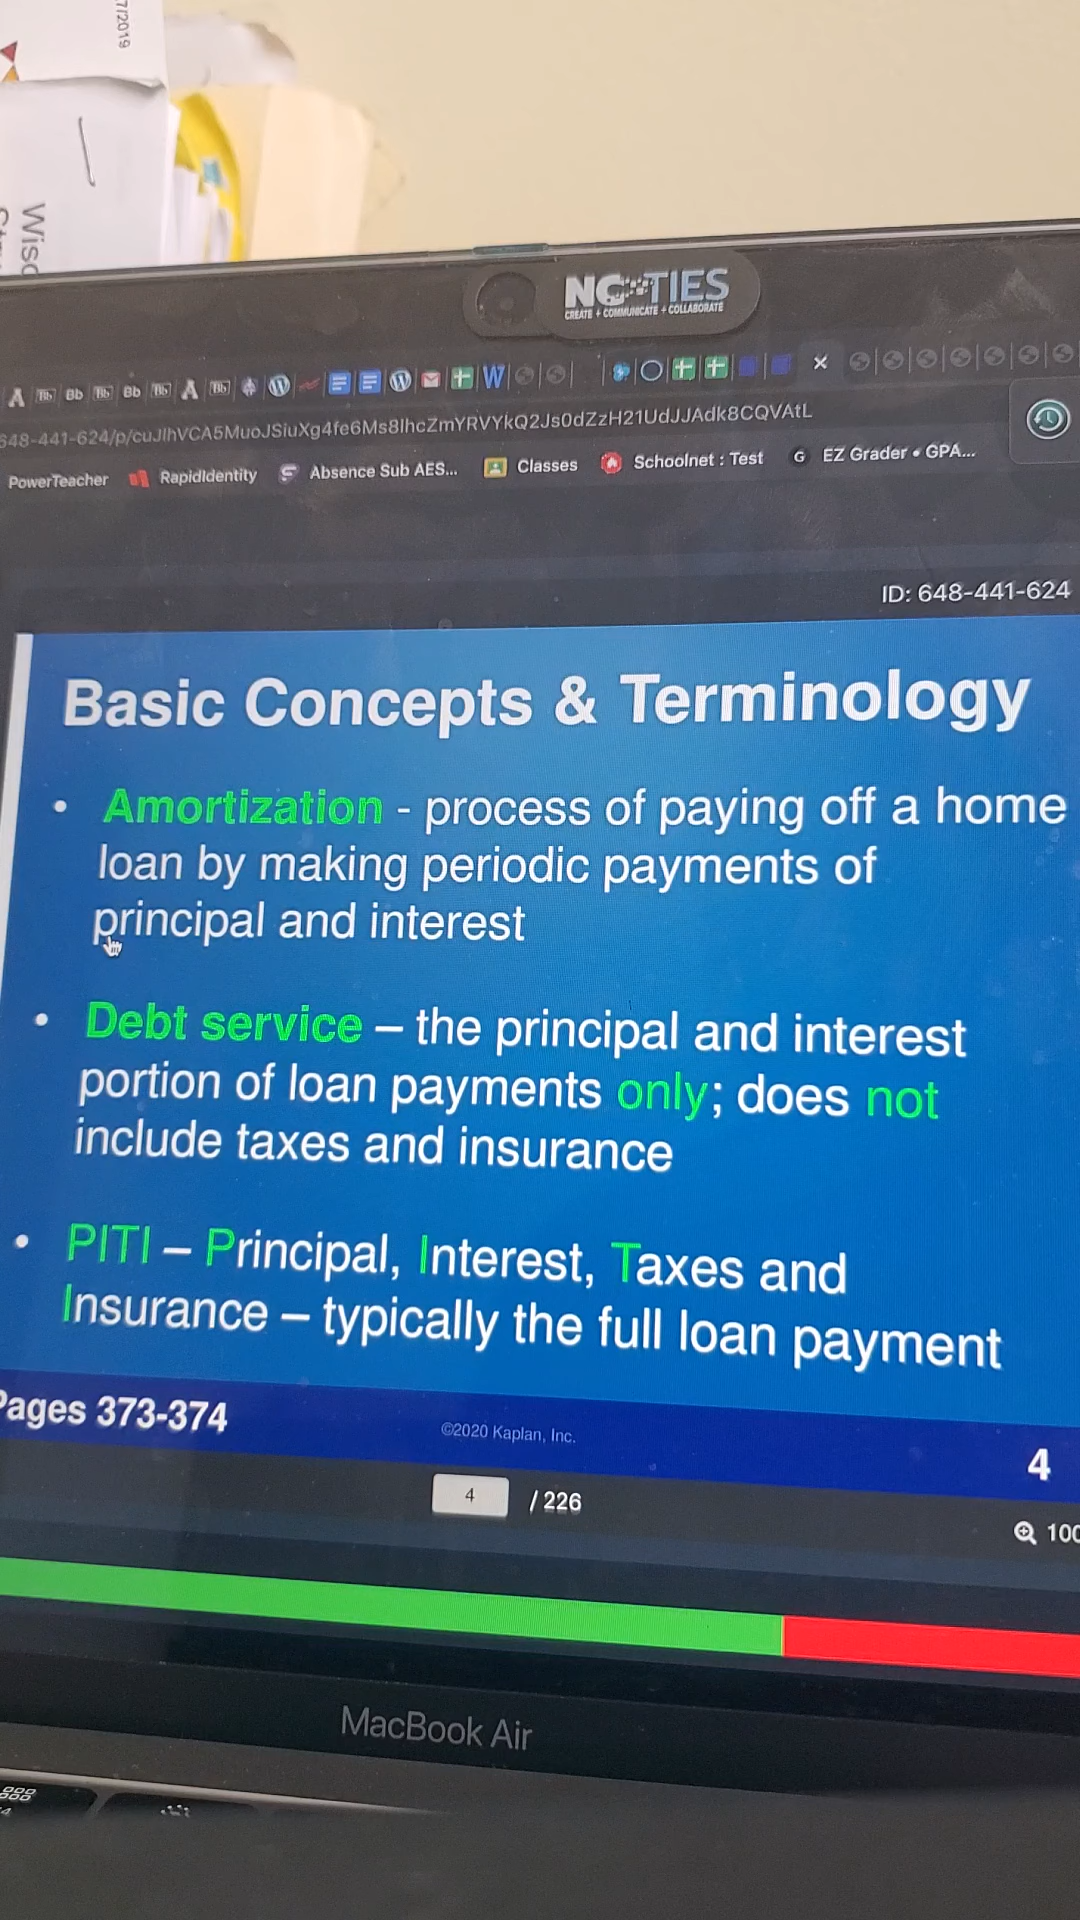 7/2019
Wisc
NC TIES
CREATE + COMMUNICATE + COLLABORATE
648-441-624/p/cuJIhVCA5MuoJSiuXg4fe6Ms8IhcZmYRVYkQ2Js0dZzH21UdJJAdk8CQVAtL
PowerTeacher RapidIdentity Absence Sub AES... Classes Schoolnet : Test G EZ Grader • GPA...
ID: 648-441-624
Basic Concepts & Terminology
• Amortization - process of paying off a home
loan by making periodic payments of
principal and interest
• Debt service – the principal and interest
portion of loan payments only; does not
include taxes and insurance
• PITI – Principal, Interest, Taxes and
Insurance – typically the full loan payment
Pages 373-374
©2020 Kaplan, Inc.
4
4 / 226
100
MacBook Air